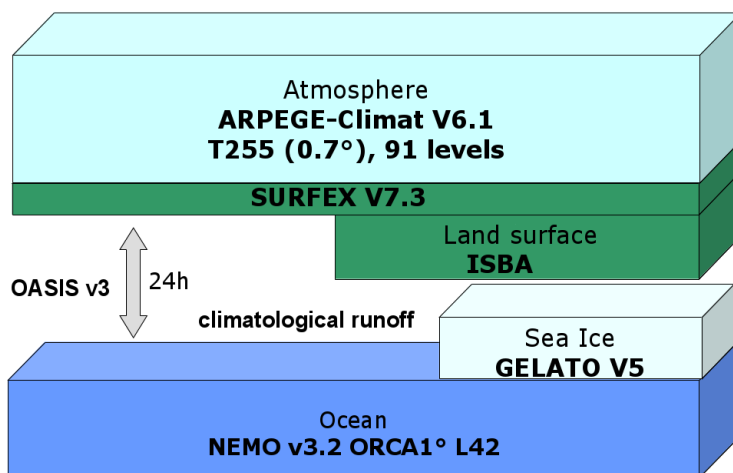 Atmosphere
ARPEGE-Climat V6.1
T255 (0.7°), 91 levels
SURFEX V7.3
Land surface
ISBA
OASIS v3
24h
climatological runoff
Sea Ice
GELATO V5
Ocean
NEMO v3.2 ORCA1° L42